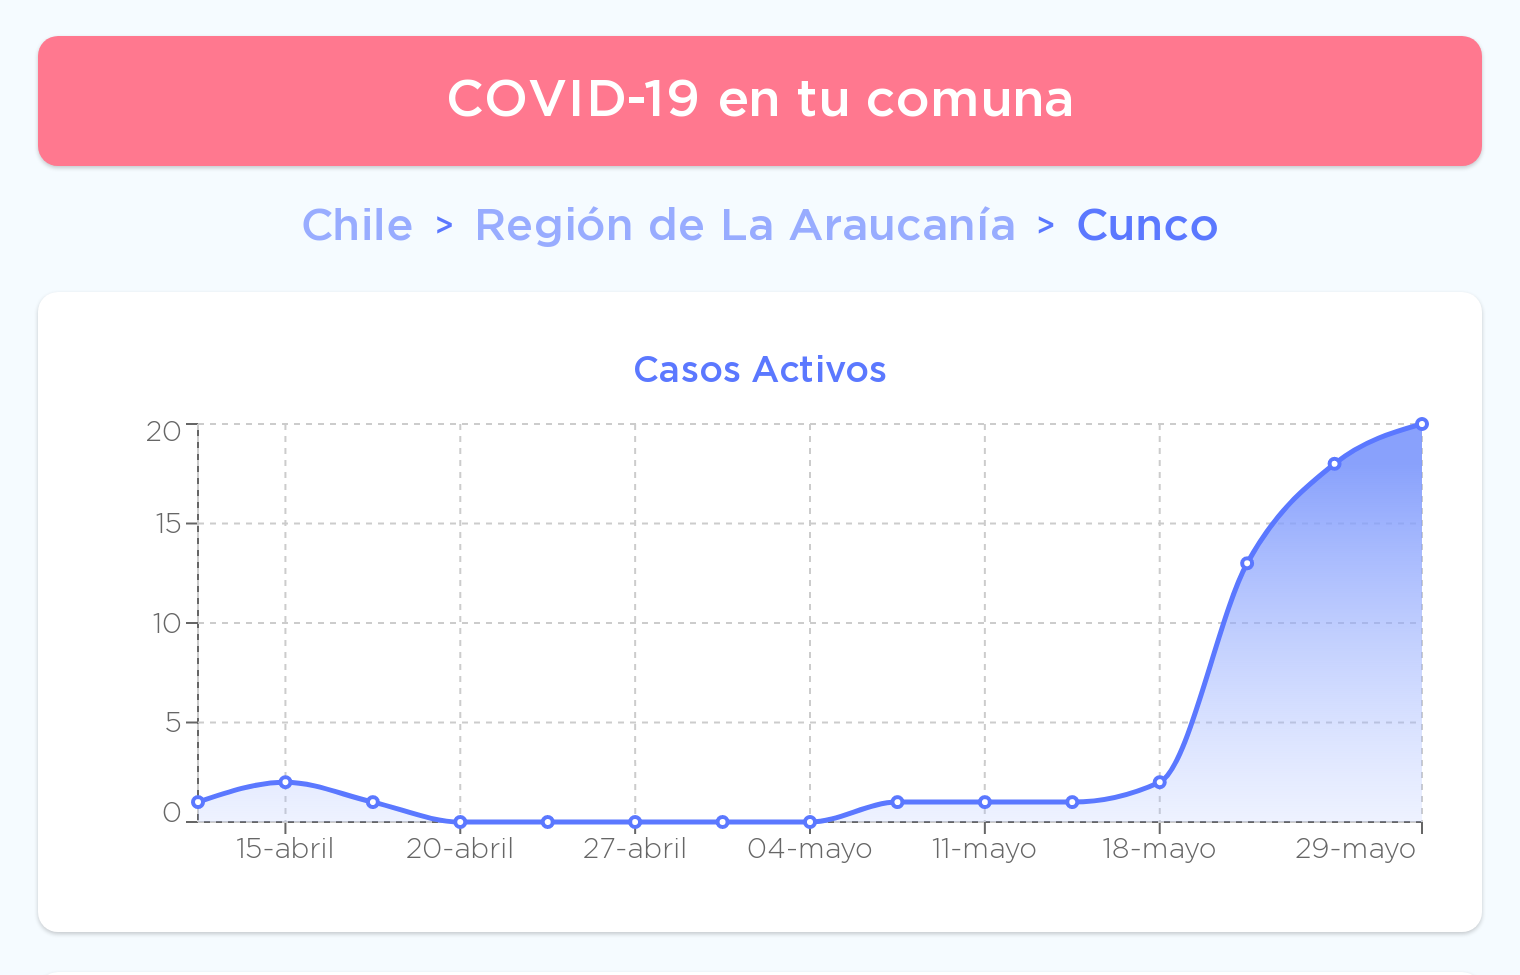 COVID-19 en tu comuna
Chile > Región de La Araucanía > Cunco
Casos Activos
20
15
10
5
0
15-abril 20-abril 27-abril 04-mayo 11-mayo 18-mayo 29-mayo